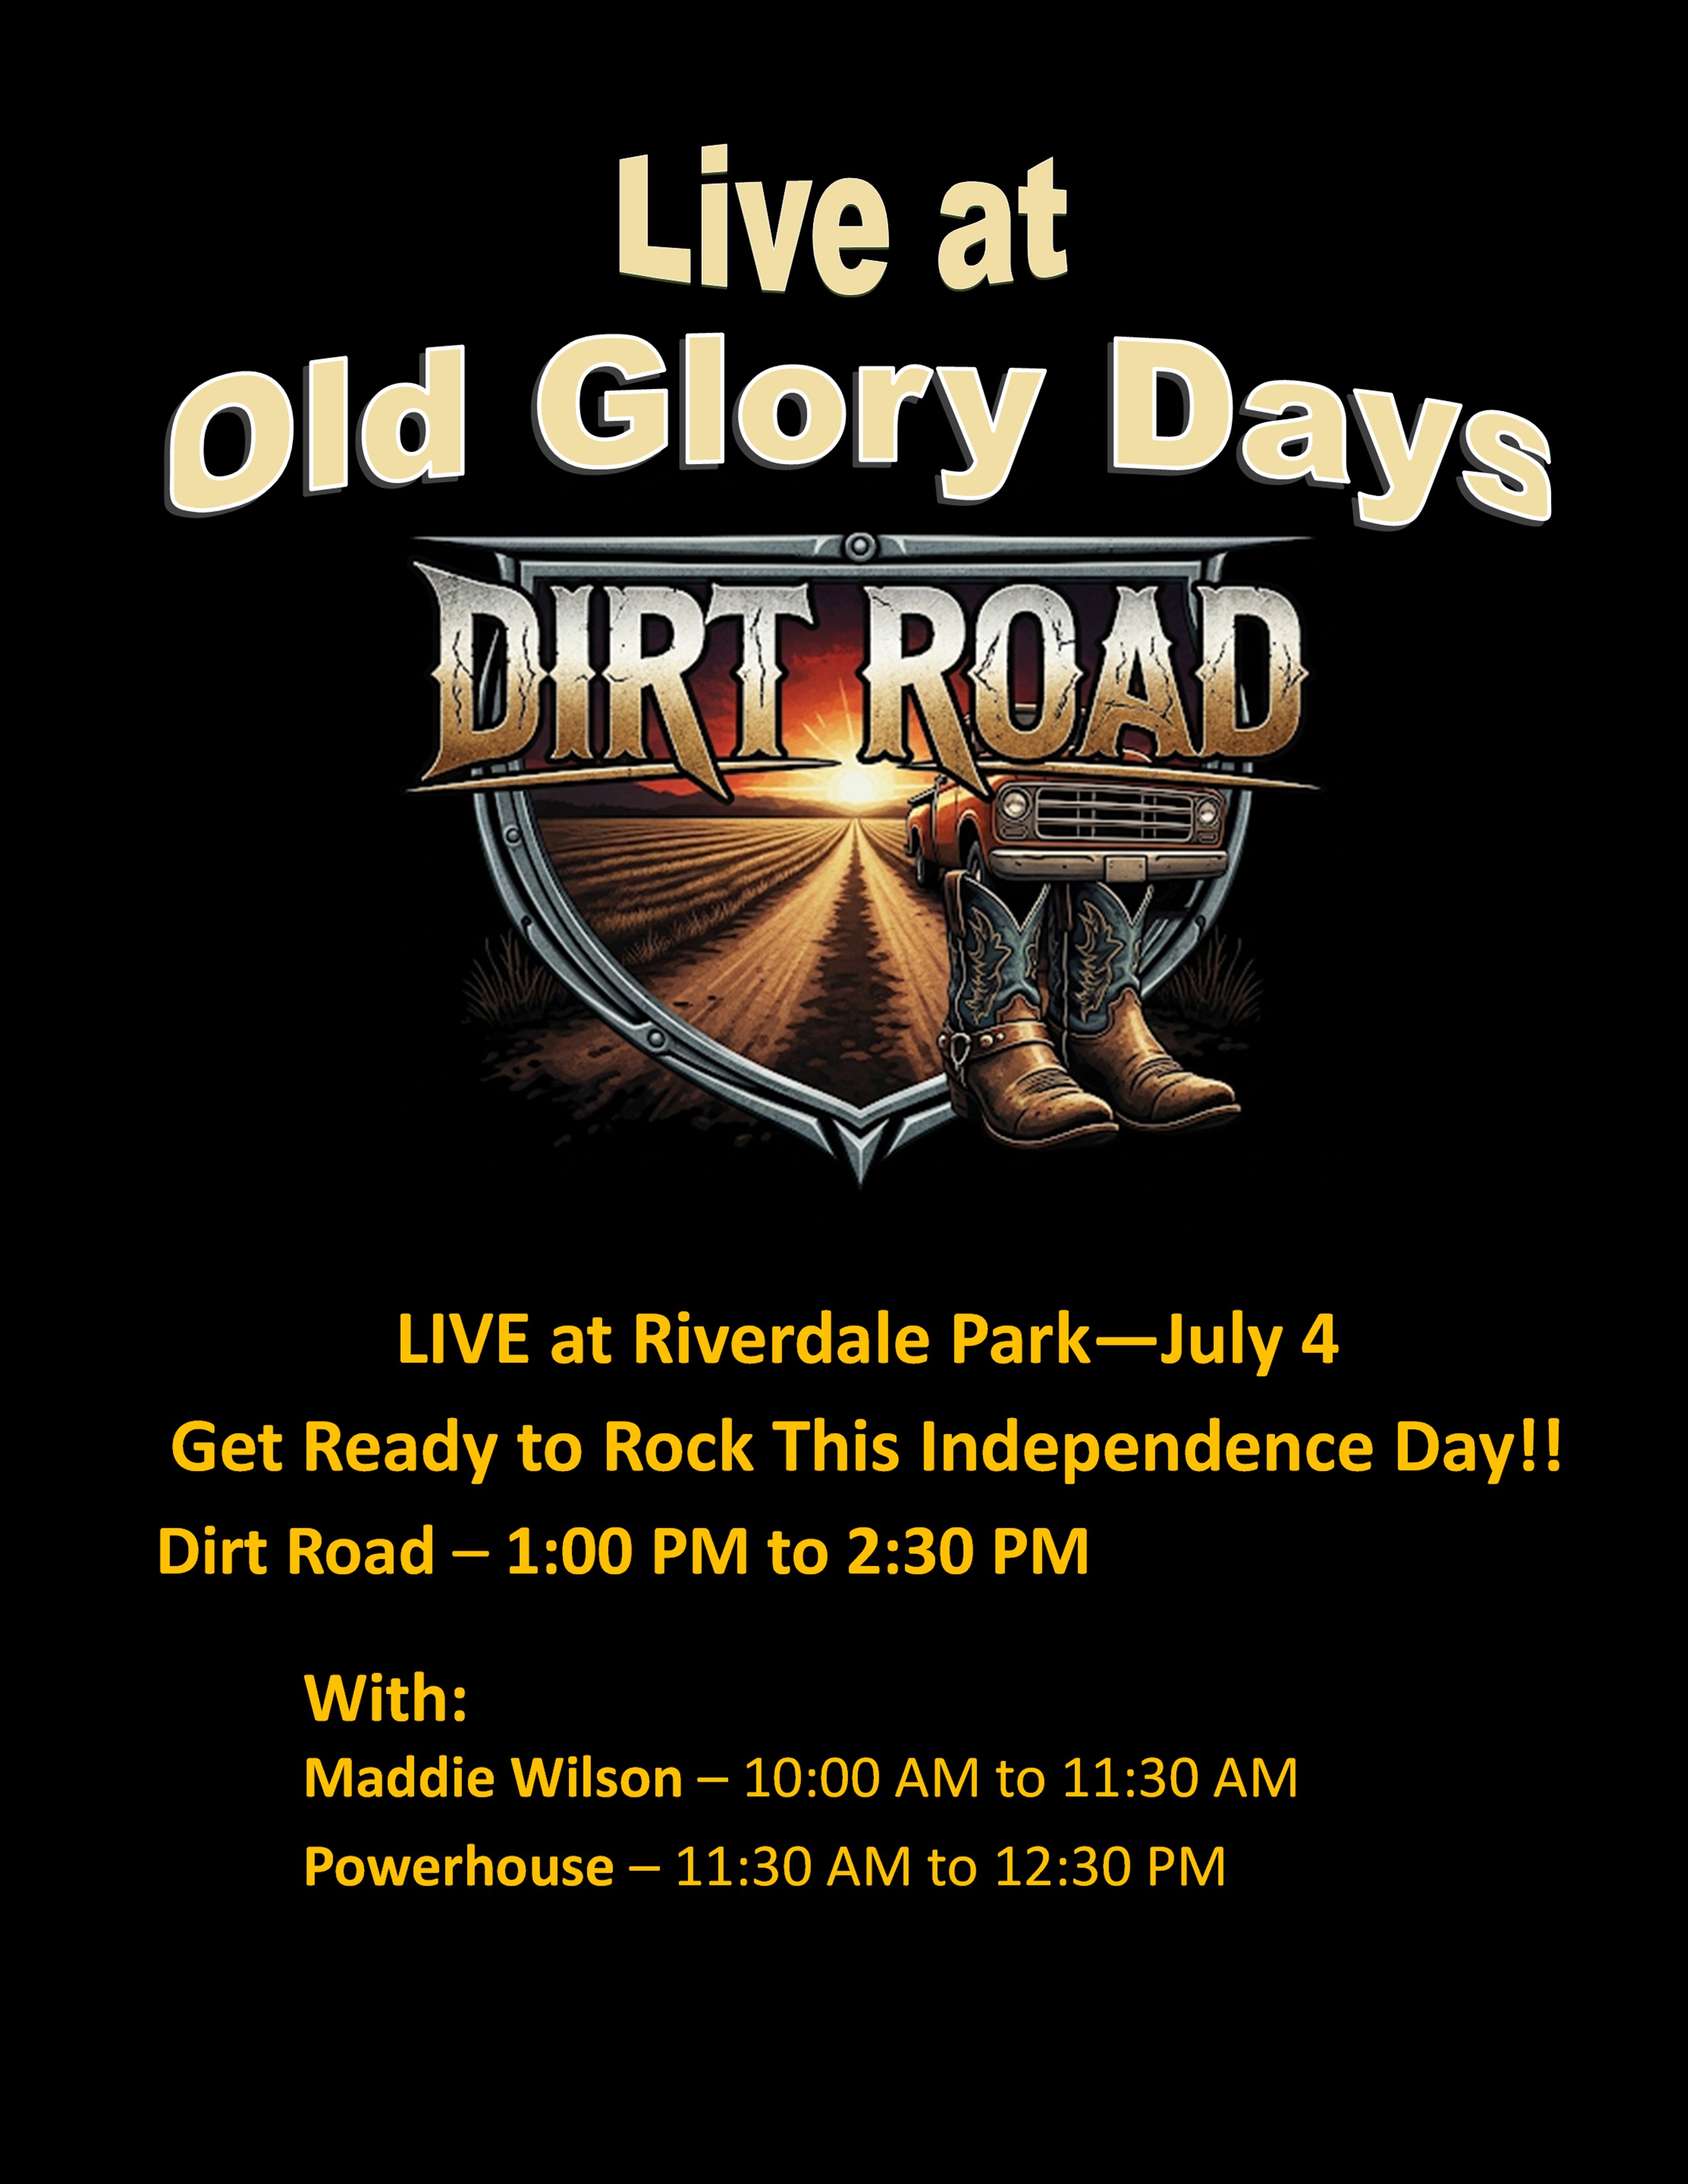 Live at
Old Glory Days
DIRT ROAD
LIVE at Riverdale Park—July 4
Get Ready to Rock This Independence Day!!
Dirt Road – 1:00 PM to 2:30 PM
With:
Maddie Wilson – 10:00 AM to 11:30 AM
Powerhouse – 11:30 AM to 12:30 PM